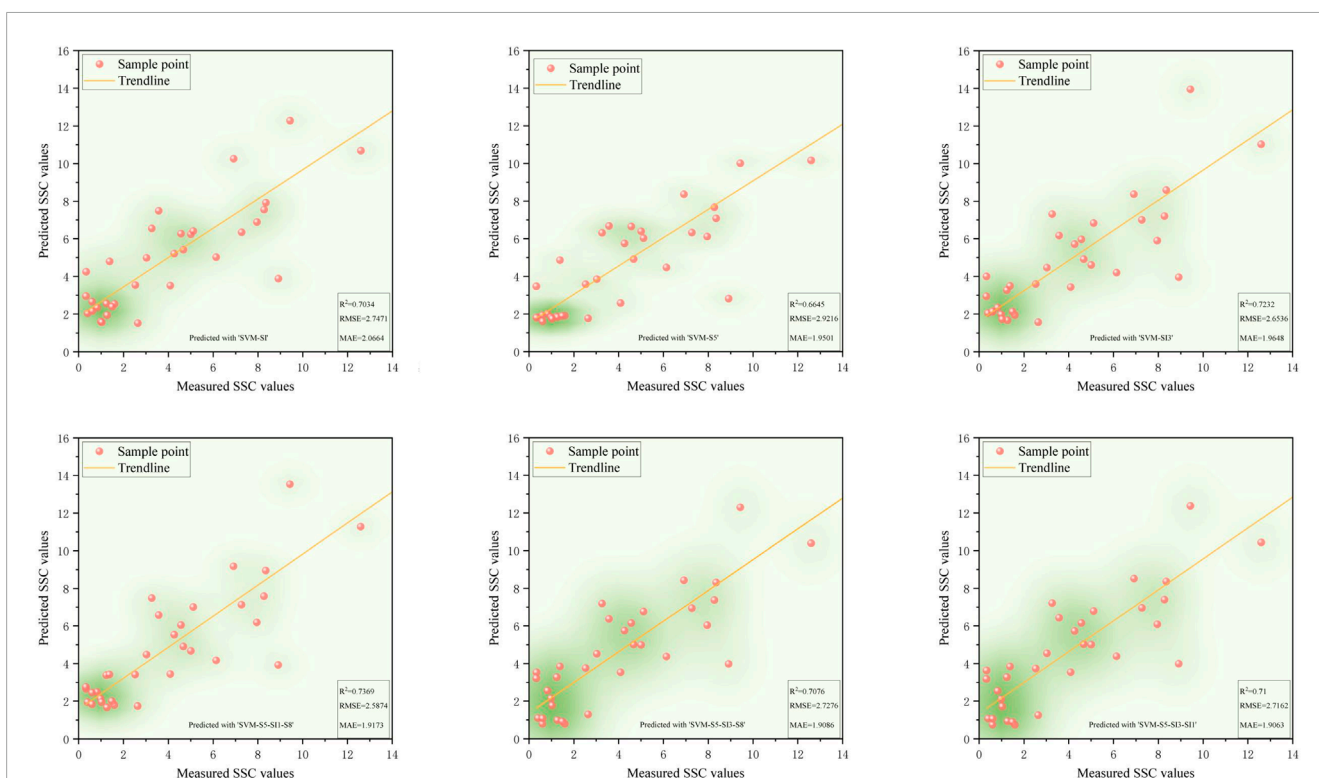 16
14
12
10
8
6
4
2
0
Predicted SSC values
Sample point
Trendline
R²=0.7034
RMSE=2.7471
MAE=2.0664
Predicted with 'SVM-SI'
0 2 4 6 8 10 12 14
Measured SSC values
16
14
12
10
8
6
4
2
0
Predicted SSC values
Sample point
Trendline
R²=0.6645
RMSE=2.9216
MAE=1.9501
Predicted with 'SVM-S5'
0 2 4 6 8 10 12 14
Measured SSC values
16
14
12
10
8
6
4
2
0
Predicted SSC values
Sample point
Trendline
R²=0.7232
RMSE=2.6536
MAE=1.9648
Predicted with 'SVM-SI3'
0 2 4 6 8 10 12 14
Measured SSC values
16
14
12
10
8
6
4
2
0
Predicted SSC values
Sample point
Trendline
R²=0.7369
RMSE=2.5874
MAE=1.9173
Predicted with 'SVM-S5-SI1-S8'
0 2 4 6 8 10 12 14
Measured SSC values
16
14
12
10
8
6
4
2
0
Predicted SSC values
Sample point
Trendline
R²=0.7076
RMSE=2.7276
MAE=1.9086
Predicted with 'SVM-S5-SI3-S8'
0 2 4 6 8 10 12 14
Measured SSC values
16
14
12
10
8
6
4
2
0
Predicted SSC values
Sample point
Trendline
R²=0.71
RMSE=2.7162
MAE=1.9063
Predicted with 'SVM-S5-SI3-SI1'
0 2 4 6 8 10 12 14
Measured SSC values